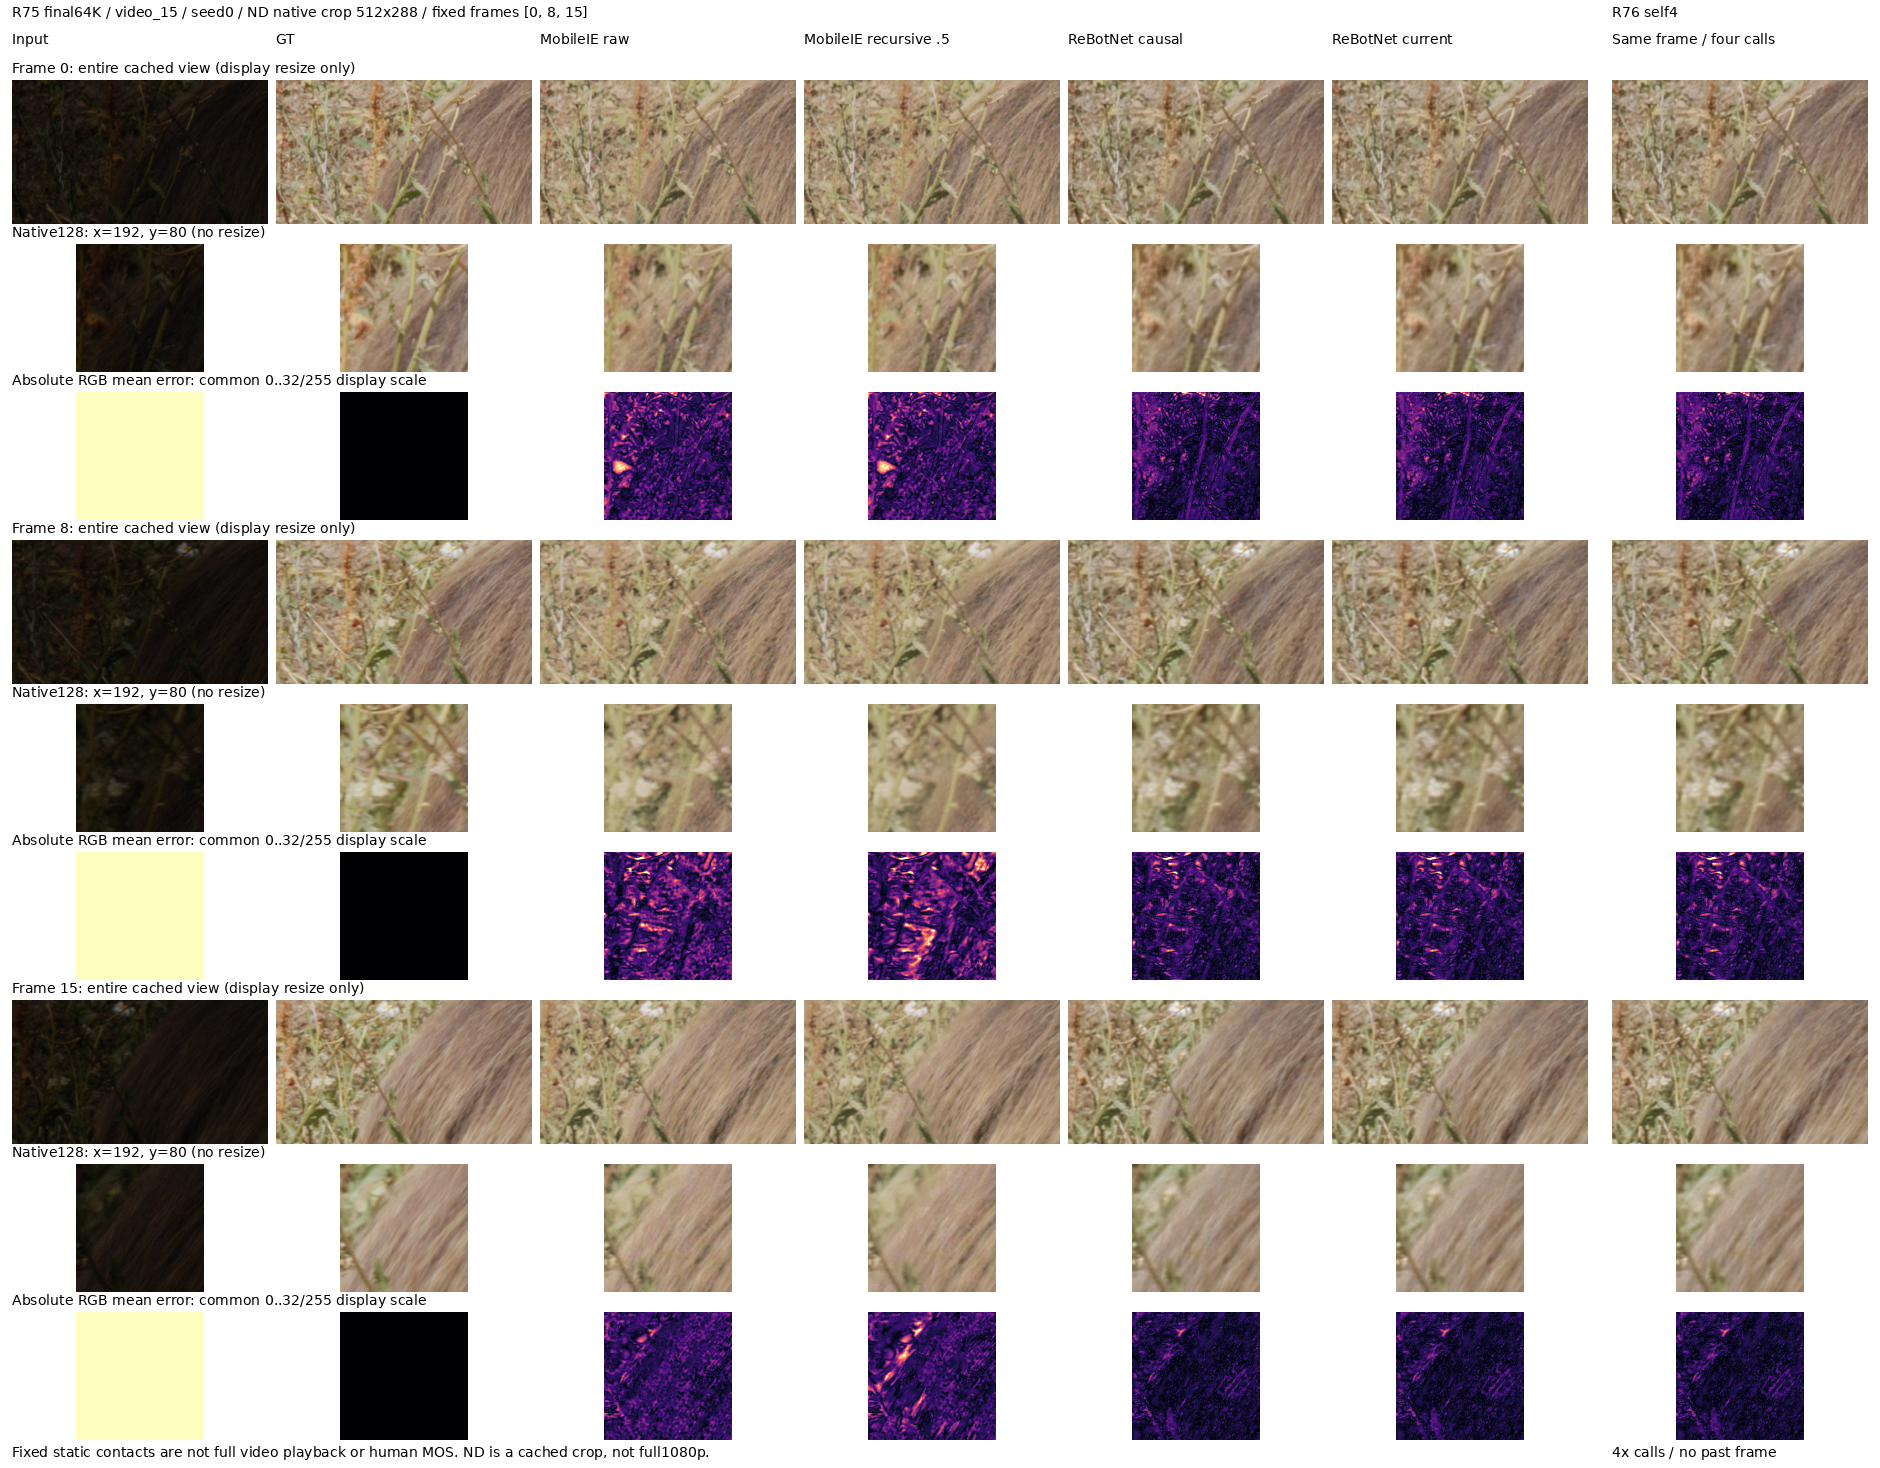 R75 final64K / video_15 / seed0 / ND native crop 512x288 / fixed frames [0, 8, 15]
R76 self4
Input
GT
MobileIE raw
MobileIE recursive .5
ReBotNet causal
ReBotNet current
Same frame / four calls
Frame 0: entire cached view (display resize only)
Native128: x=192, y=80 (no resize)
Absolute RGB mean error: common 0..32/255 display scale
Frame 8: entire cached view (display resize only)
Native128: x=192, y=80 (no resize)
Absolute RGB mean error: common 0..32/255 display scale
Frame 15: entire cached view (display resize only)
Native128: x=192, y=80 (no resize)
Absolute RGB mean error: common 0..32/255 display scale
Fixed static contacts are not full video playback or human MOS. ND is a cached crop, not full1080p.
4x calls / no past frame